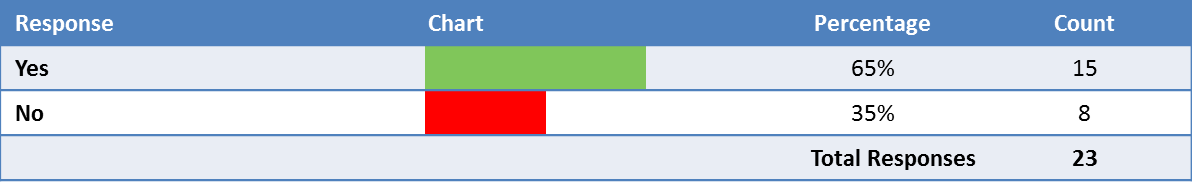 Response Chart Percentage Count
Yes 65% 15
No 35% 8
Total Responses 23